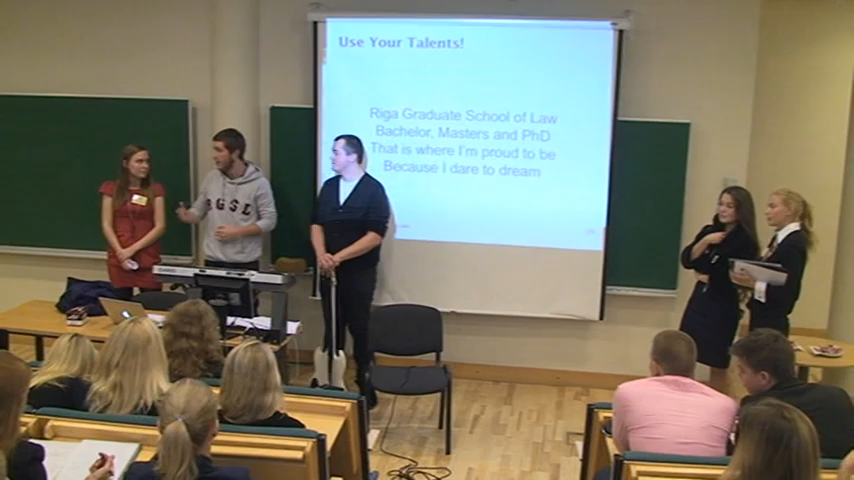 Use Your Talents!
Riga Graduate School of Law
Bachelor, Masters and PhD
That is where I'm proud to be
Because I dare to dream
RGSL
CASIO